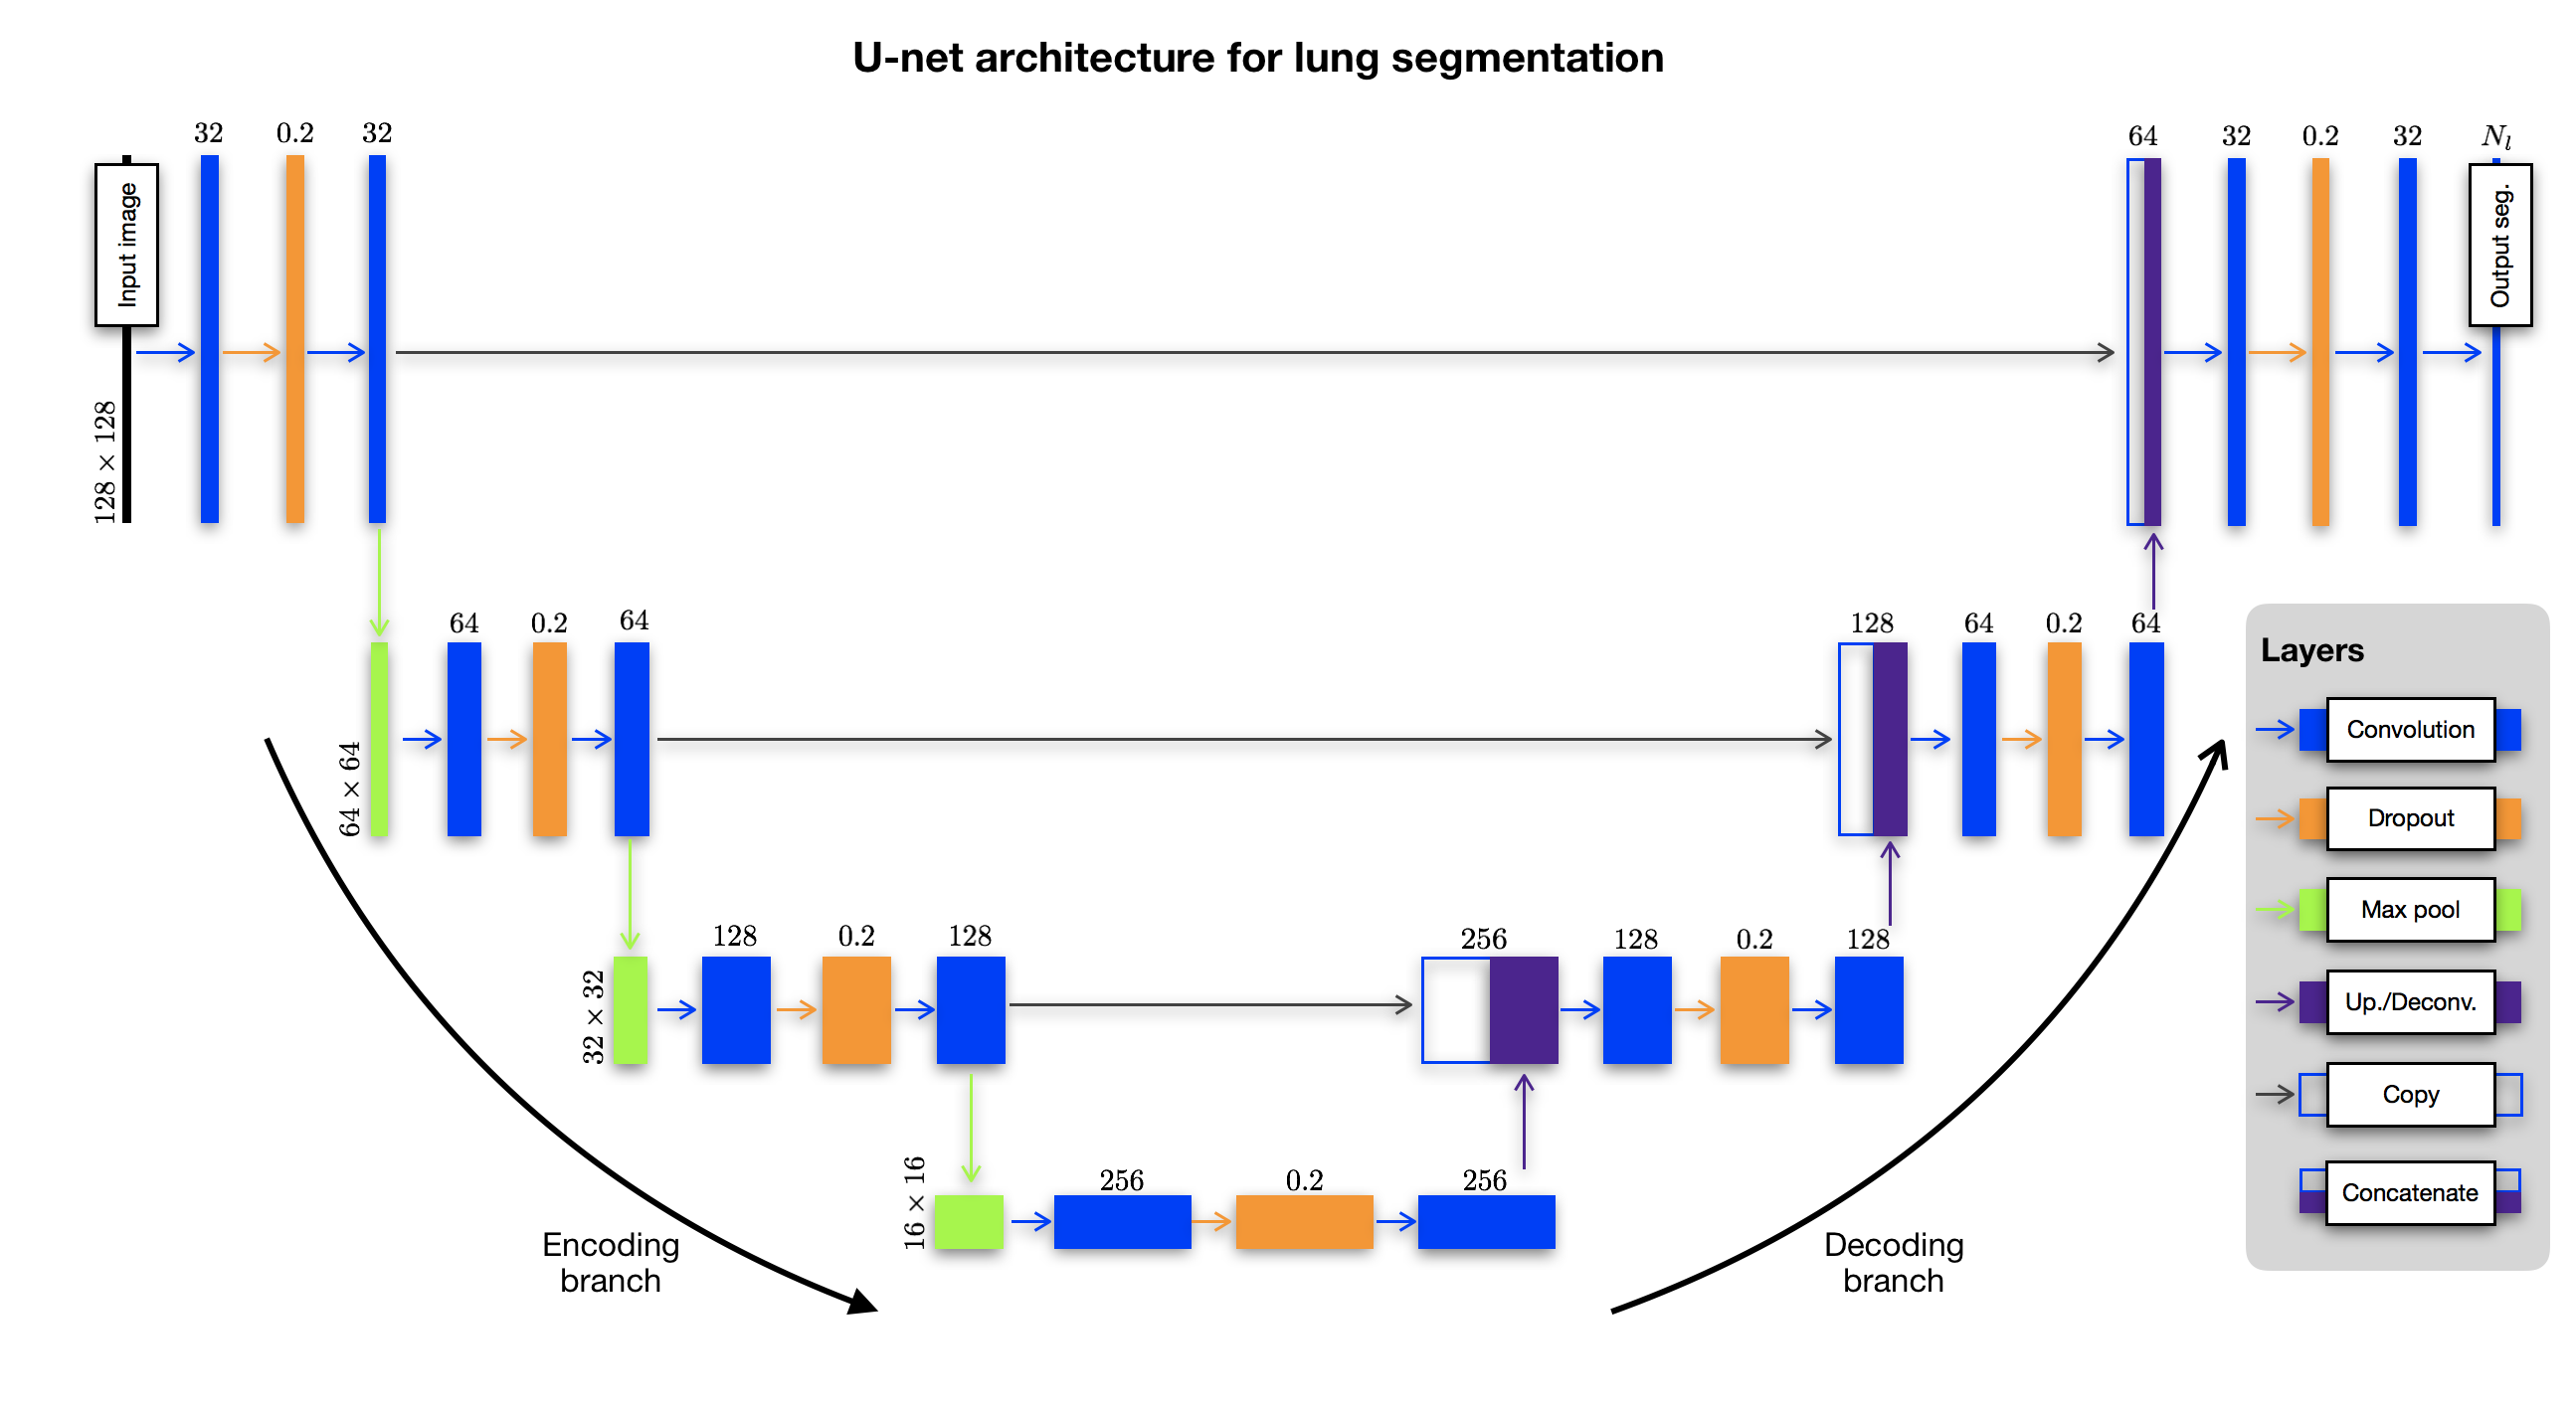 U-net architecture for lung segmentation
32 0.2 32
64 32 0.2 32 N_l
Input image
Output seg.
128 × 128
64 0.2 64
128 64 0.2 64
64 × 64
128 0.2 128
256 128 0.2 128
32 × 32
256 0.2 256
16 × 16
Encoding
branch
Decoding
branch
Layers
Convolution
Dropout
Max pool
Up./Deconv.
Copy
Concatenate